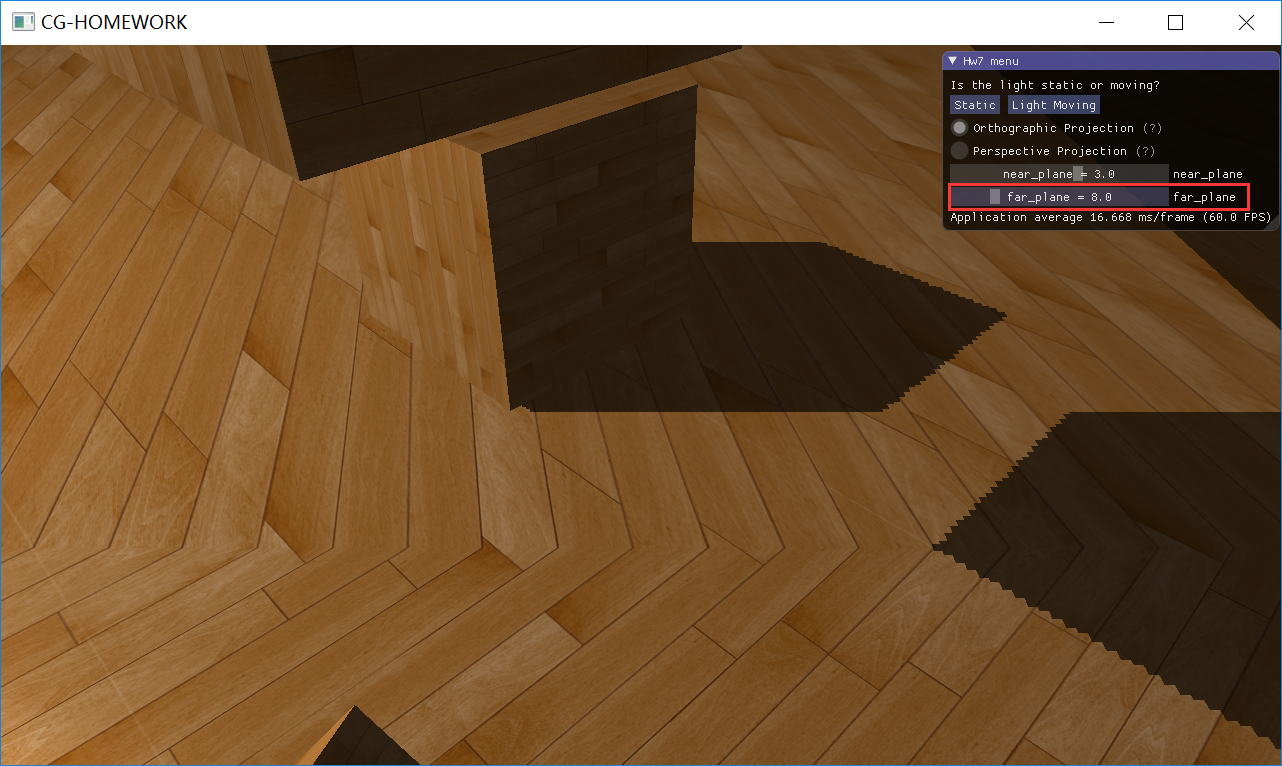 CG-HOMEWORK
Hw7 menu
Is the light static or moving?
Static Light Moving
Orthographic Projection (?)
Perspective Projection (?)
near_plane = 3.0 near_plane
far_plane = 8.0 far_plane
Application average 16.668 ms/frame (60.0 FPS)